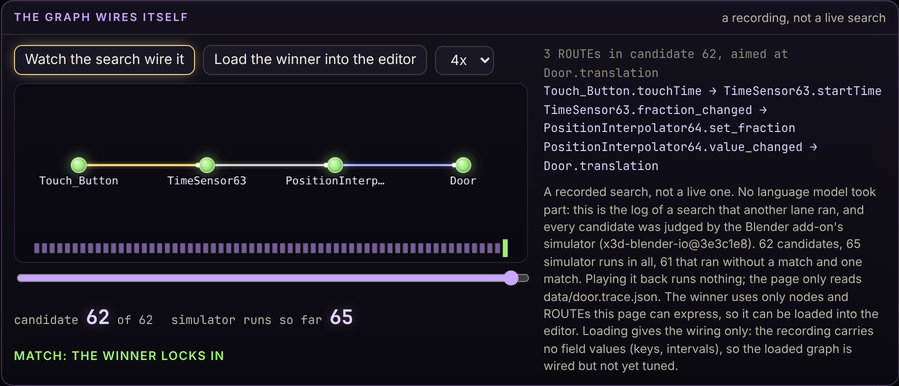 THE GRAPH WIRES ITSELF
a recording, not a live search
Watch the search wire it
Load the winner into the editor
4x
Touch_Button
TimeSensor63
PositionInterp…
Door
candidate 62 of 62
simulator runs so far 65
MATCH: THE WINNER LOCKS IN
3 ROUTEs in candidate 62, aimed at
Door.translation
Touch_Button.touchTime → TimeSensor63.startTime
TimeSensor63.fraction_changed →
PositionInterpolator64.set_fraction
PositionInterpolator64.value_changed →
Door.translation
A recorded search, not a live one. No language model took
part: this is the log of a search that another lane ran, and
every candidate was judged by the Blender add-on's
simulator (x3d-blender-io@3e3c1e8). 62 candidates, 65
simulator runs in all, 61 that ran without a match and one
match. Playing it back runs nothing; the page only reads
data/door.trace.json. The winner uses only nodes and
ROUTEs this page can express, so it can be loaded into the
editor. Loading gives the wiring only: the recording carries
no field values (keys, intervals), so the loaded graph is
wired but not yet tuned.